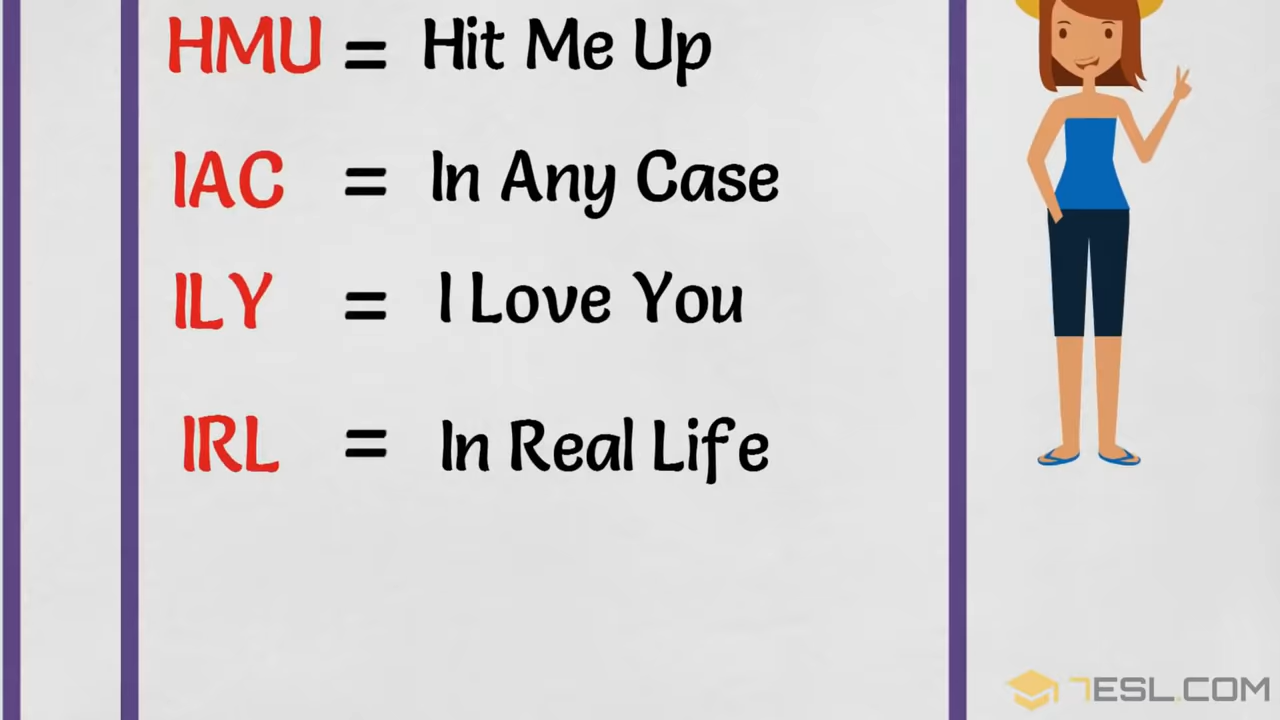 HMU = Hit Me Up
IAC = In Any Case
ILY = I Love You
IRL = In Real Life
7ESL.COM